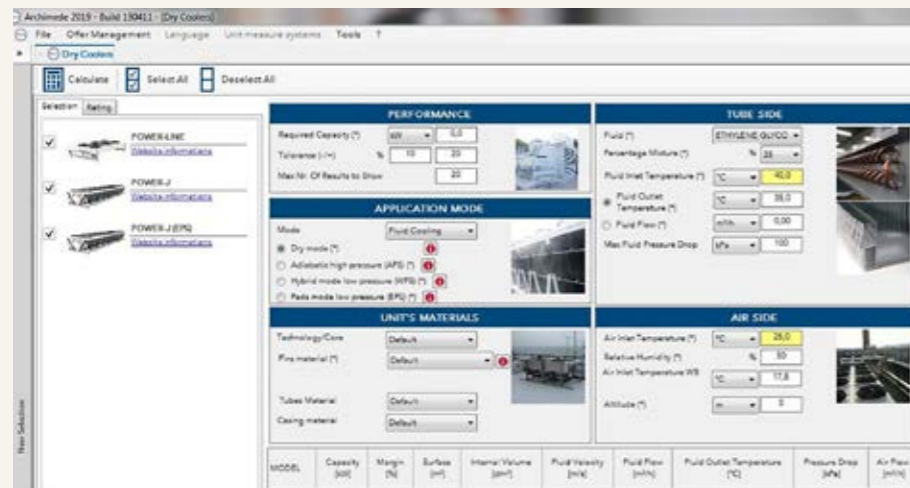 Archimede 2019 - Build 190411 - [Dry Coolers]
File Offer Management Language Unit measure systems Tools ?
Dry Coolers
Calculate Select All Deselect All
Selection Rating
POWER-LINE
Website informations
POWER-J
Website informations
POWER-J (EPS)
Website informations
New Selection
PERFORMANCE
Required Capacity (*) kW 0,0
Tolerance (-/+) % 10 20
Max Nr. Of Results to Show 20
APPLICATION MODE
Mode Fluid Cooling
Dry mode (*)
Adiabatic high pressure (APS) (*)
Hybrid mode low pressure (WFS) (*)
Pads mode low pressure (EPS) (*)
UNIT'S MATERIALS
Technology/Core Default
Fins material (*) Default
Tubes Material Default
Casing material Default
TUBE SIDE
Fluid (*) ETHYLENE GLYCO
Percentage Mixture (*) %
Fluid Inlet Temperature (*) °C 40,0
Fluid Outlet Temperature (*) °C 35,0
Fluid Flow (*) m³/h 0,00
Max Fluid Pressure Drop kPa 100
AIR SIDE
Air Inlet Temperature (*) °C 25,0
Relative Humidity (*) % 50
Air Inlet Temperature WB °C 17,8
Altitude (*) m 0
MODEL Capacity [kW] Margin [%] Surface [m²] Internal Volume [dm³] Fluid Velocity [m/s] Fluid Flow [m³/h] Fluid Outlet Temperature [°C] Pressure Drop [kPa] Air Flow [m³/h]